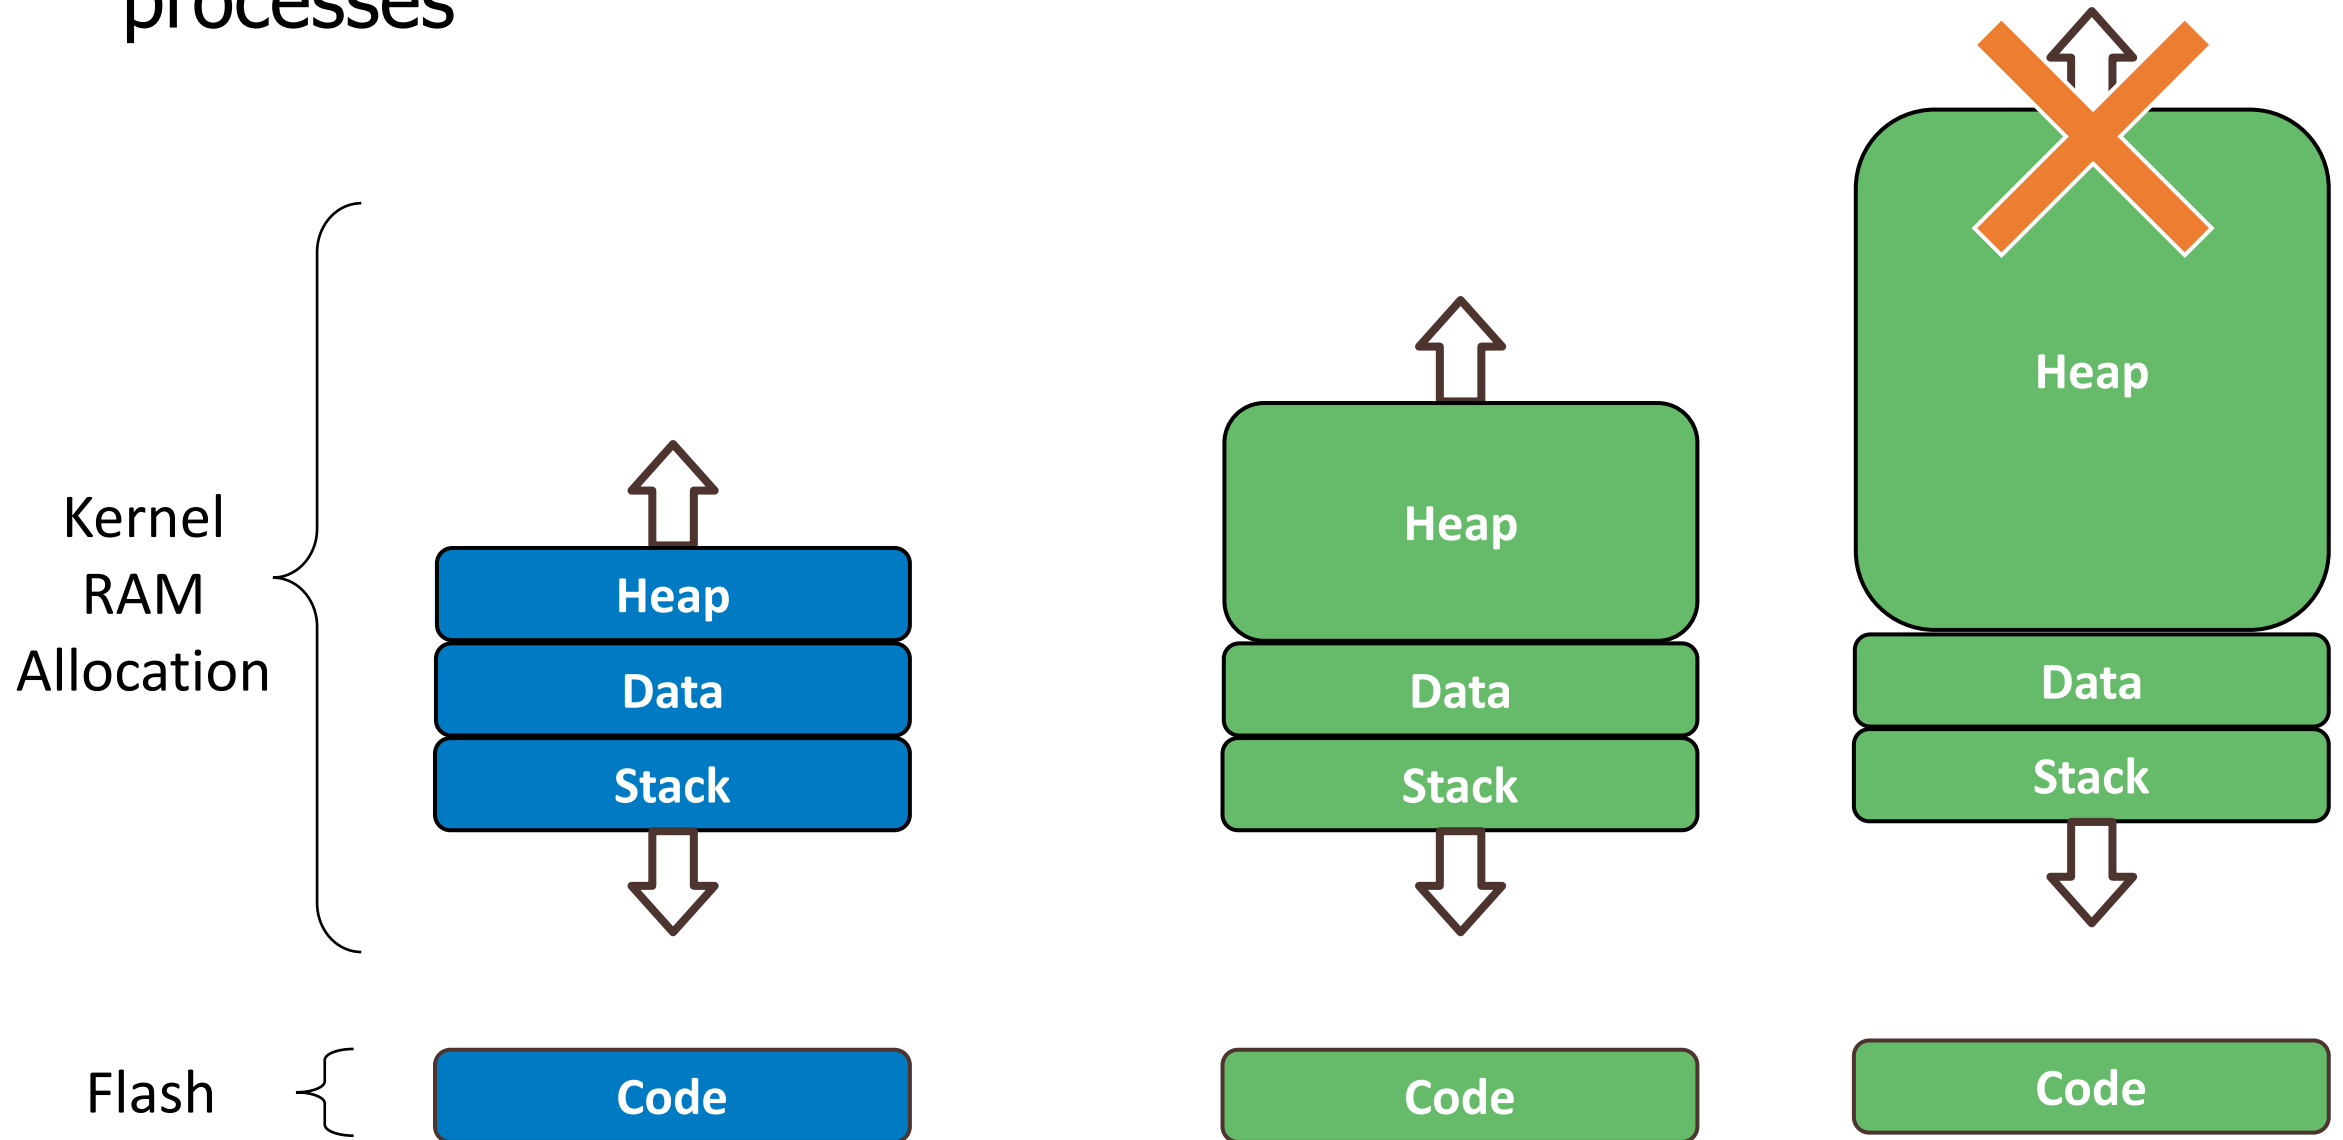 processes
Kernel
RAM
Allocation
Flash
Heap
Data
Stack
Code
Heap
Data
Stack
Code
Heap
Data
Stack
Code